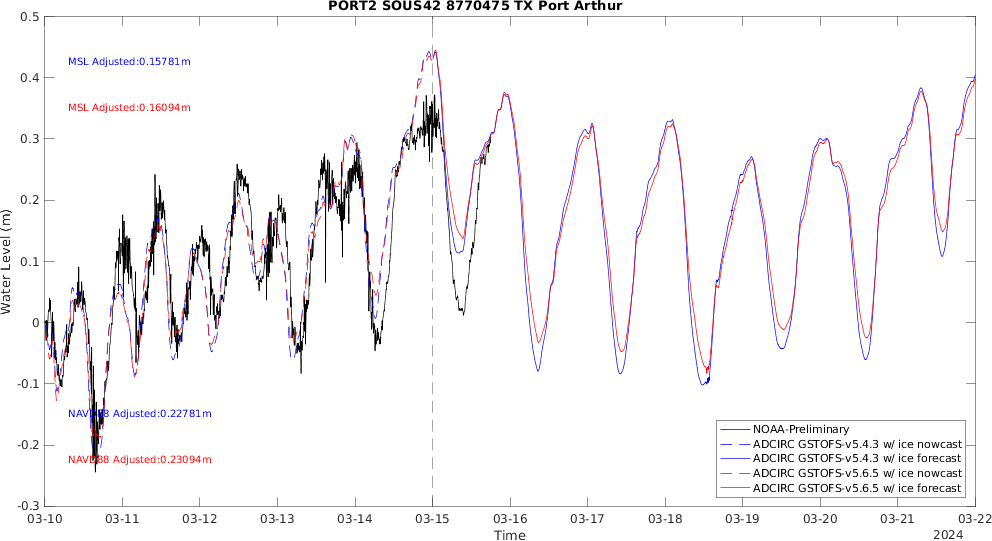 PORT2 SOUS42 8770475 TX Port Arthur
0.5
0.4
0.3
0.2
0.1
0
-0.1
-0.2
-0.3
Water Level (m)
MSL Adjusted:0.15781m
MSL Adjusted:0.16094m
NAVD88 Adjusted:0.22781m
NAVD88 Adjusted:0.23094m
NOAA-Preliminary
ADCIRC GSTOFS-v5.4.3 w/ ice nowcast
ADCIRC GSTOFS-v5.4.3 w/ ice forecast
ADCIRC GSTOFS-v5.6.5 w/ ice nowcast
ADCIRC GSTOFS-v5.6.5 w/ ice forecast
03-10 03-11 03-12 03-13 03-14 03-15 03-16 03-17 03-18 03-19 03-20 03-21 03-22
Time
2024